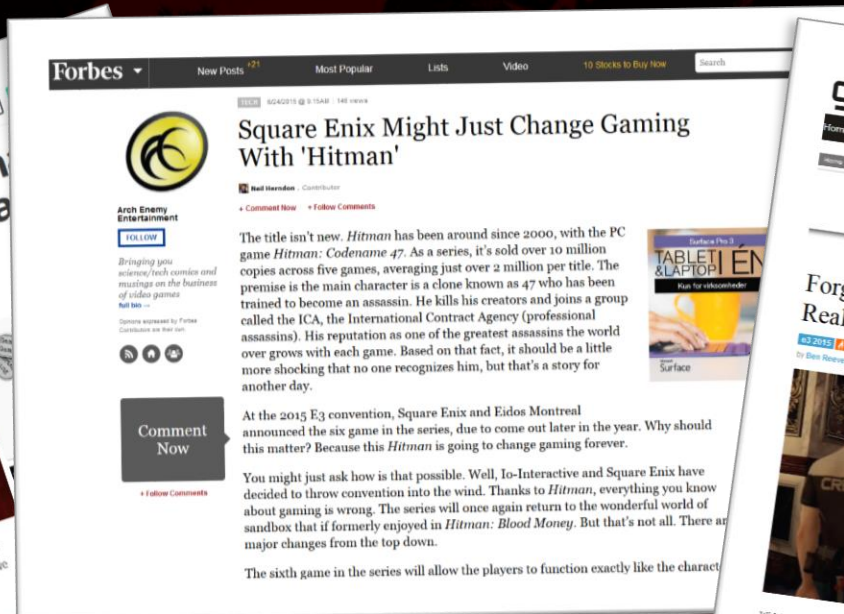 Forbes
New Posts +21
Most Popular
Lists
Video
10 Stocks to Buy Now
Search
TECH 6/24/2015 @ 9:15AM 146 views
Square Enix Might Just Change Gaming
With 'Hitman'
Neil Herndon, Contributor
+ Comment Now + Follow Comments
Arch Enemy
Entertainment
FOLLOW
Bringing you
science/tech comics and
musings on the business
of video games
full bio →
Opinions expressed by Forbes
Contributors are their own.
The title isn't new. Hitman has been around since 2000, with the PC
game Hitman: Codename 47. As a series, it's sold over 10 million
copies across five games, averaging just over 2 million per title. The
premise is the main character is a clone known as 47 who has been
trained to become an assassin. He kills his creators and joins a group
called the ICA, the International Contract Agency (professional
assassins). His reputation as one of the greatest assassins the world
over grows with each game. Based on that fact, it should be a little
more shocking that no one recognizes him, but that's a story for
another day.
Surface Pro 3
TABLET
&LAPTOP
I ÉN
Kun for virksomheder
Surface
Comment
Now
+ Follow Comments
At the 2015 E3 convention, Square Enix and Eidos Montreal
announced the six game in the series, due to come out later in the year. Why should
this matter? Because this Hitman is going to change gaming forever.
You might just ask how is that possible. Well, Io-Interactive and Square Enix have
decided to throw convention into the wind. Thanks to Hitman, everything you know
about gaming is wrong. The series will once again return to the wonderful world of
sandbox that if formerly enjoyed in Hitman: Blood Money. But that's not all. There ar
major changes from the top down.
The sixth game in the series will allow the players to function exactly like the charact
Hom
Forg
Real
e3 2015
by Ben Reeve